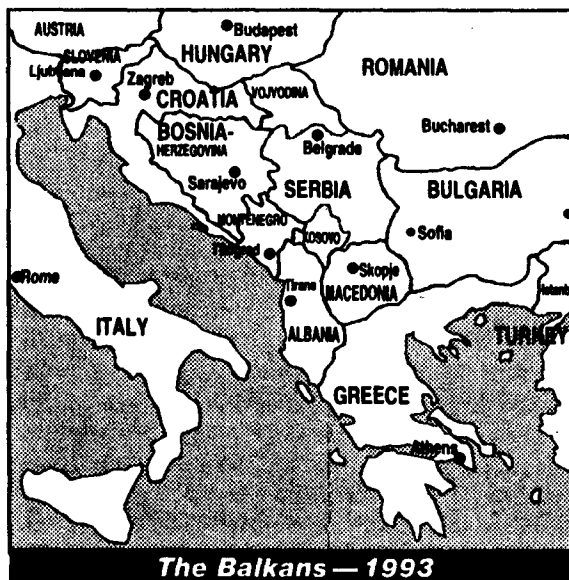 AUSTRIA
Budapest
HUNGARY
ROMANIA
SLOVENIA
Ljubljana
Zagreb
CROATIA
VOJVODINA
BOSNIA-
HERZEGOVINA
Belgrade
Bucharest
Sarajevo
SERBIA
BULGARIA
MONTENEGRO
KOSOVO
Sofia
Rome
Skopje
MACEDONIA
Tirane
ITALY
ALBANIA
TURKEY
GREECE
Athens
The Balkans — 1993